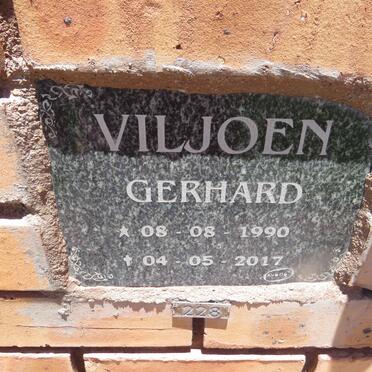 VILJOEN
GERHARD
★ 08 - 08 - 1990
✝ 04 - 05 - 2017
228